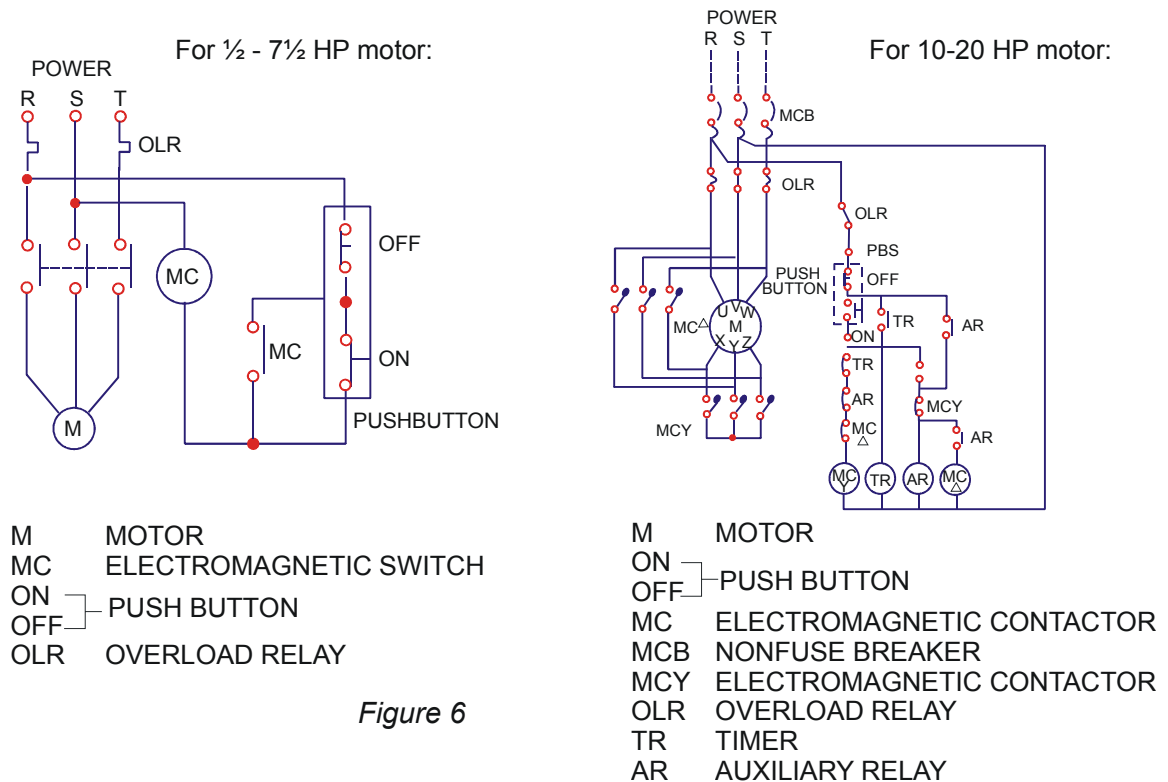 For ½ - 7½ HP motor:
POWER
R S T
OLR
OFF
MC
MC
ON
PUSHBUTTON
M
M MOTOR
MC ELECTROMAGNETIC SWITCH
ON
OFF
PUSH BUTTON
OLR OVERLOAD RELAY
Figure 6
POWER
R S T
For 10-20 HP motor:
MCB
OLR
OLR
PBS
PUSH
BUTTON
OFF
U V W
MC△ M
TR
AR
X Y Z
ON
TR
AR
MCY
MCY
MC
△
AR
MC
Y
TR
AR
MC
△
M MOTOR
ON
OFF
PUSH BUTTON
MC ELECTROMAGNETIC CONTACTOR
MCB NONFUSE BREAKER
MCY ELECTROMAGNETIC CONTACTOR
OLR OVERLOAD RELAY
TR TIMER
AR AUXILIARY RELAY